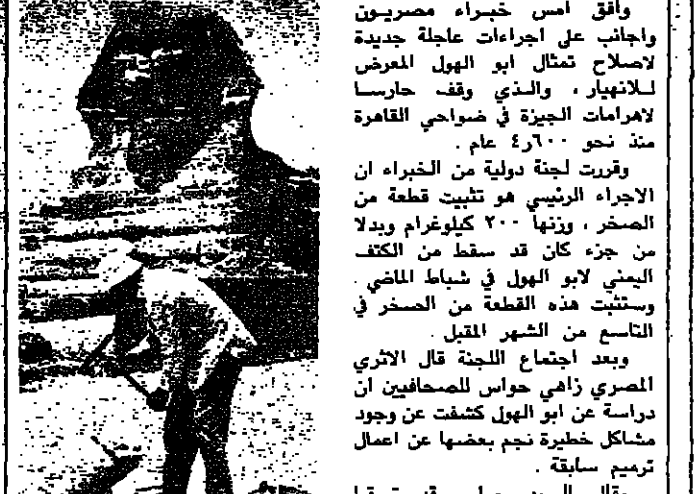 وافق امس خبراء مصريون
واجانب على اجراءات عاجلة جديدة
لاصلاح تمثال ابو الهول المعرض
للانهيار ، والذي وقف حارسا
لاهرامات الجيزة في ضواحي القاهرة
منذ نحو ٦٠٠ر٤ عام .
وقررت لجنة دولية من الخبراء ان
الاجراء الرئيسي هو تثبيت قطعة من
الصخر ، وزنها ٢٠٠ كيلوغرام وبدلا
من جزء كان قد سقط من الكتف
اليمني لابو الهول في شباط الماضي .
وستثبت هذه القطعة من الصخر في
التاسع من الشهر المقبل .
وبعد اجتماع اللجنة قال الاثري
المصري زاهي حواس للصحافيين ان
دراسة عن ابو الهول كشفت عن وجود
مشاكل خطيرة نجم بعضها عن اعمال
ترميم سابقة .